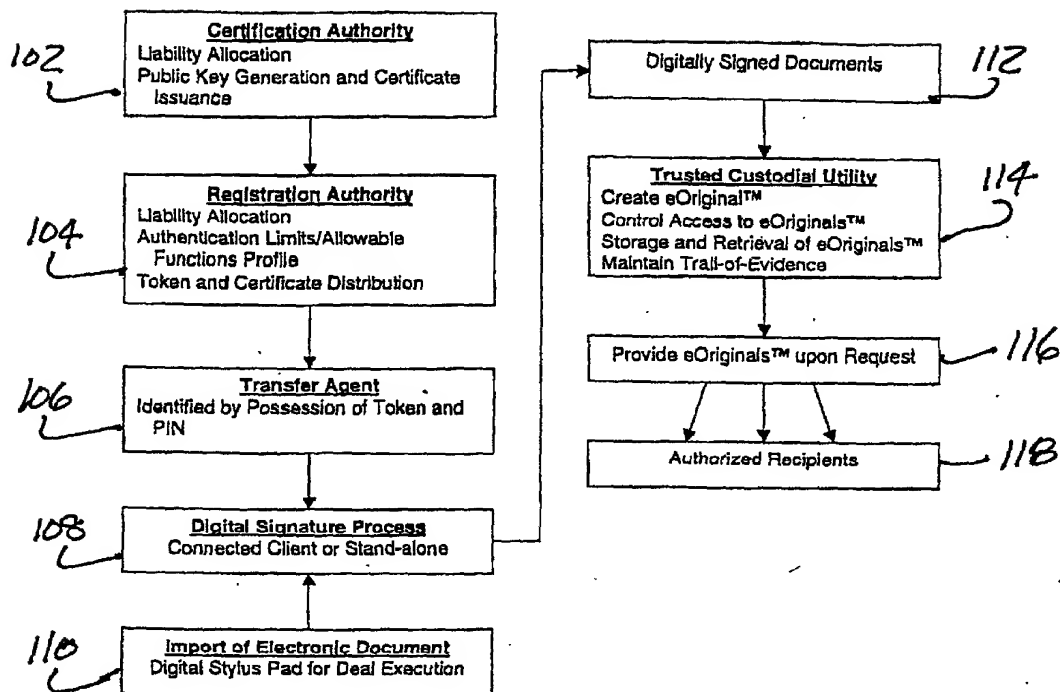 102
Certification Authority
Liability Allocation
Public Key Generation and Certificate
Issuance
104
Registration Authority
Liability Allocation
Authentication Limits/Allowable
Functions Profile
Token and Certificate Distribution
106
Transfer Agent
Identified by Possession of Token and
PIN
108
Digital Signature Process
Connected Client or Stand-alone
110
Import of Electronic Document
Digital Stylus Pad for Deal Execution
Digitally Signed Documents
112
Trusted Custodial Utility
Create eOriginal™
Control Access to eOriginals™
Storage and Retrieval of eOriginals™
Maintain Trail-of-Evidence
114
Provide eOriginals™ upon Request
116
Authorized Recipients
118